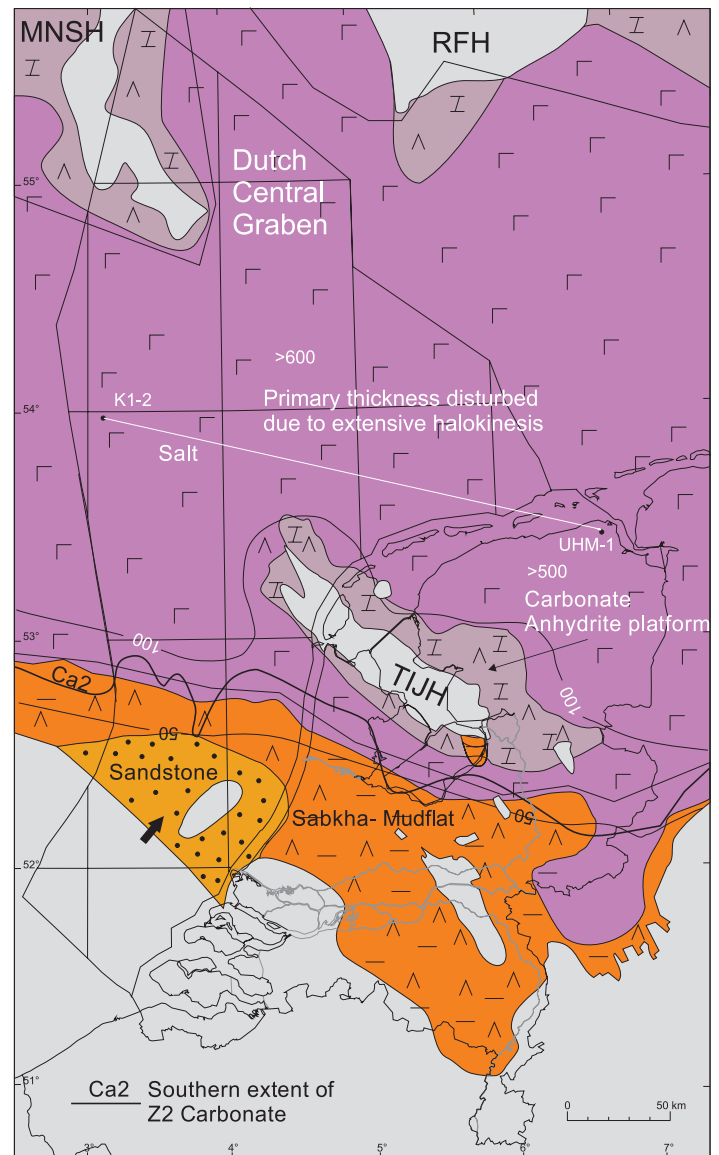 MNSH
RFH
Dutch
Central
Graben
55°
>600
K1-2
Primary thickness disturbed
due to extensive halokinesis
54°
Salt
UHM-1
>500
Carbonate
Anhydrite platform
53°
100
Ca2
TIJH
100
50
Sandstone
Sabkha- Mudflat
50
52°
51°
Ca2 Southern extent of
Z2 Carbonate
0 50 km
3° 4° 5° 6° 7°